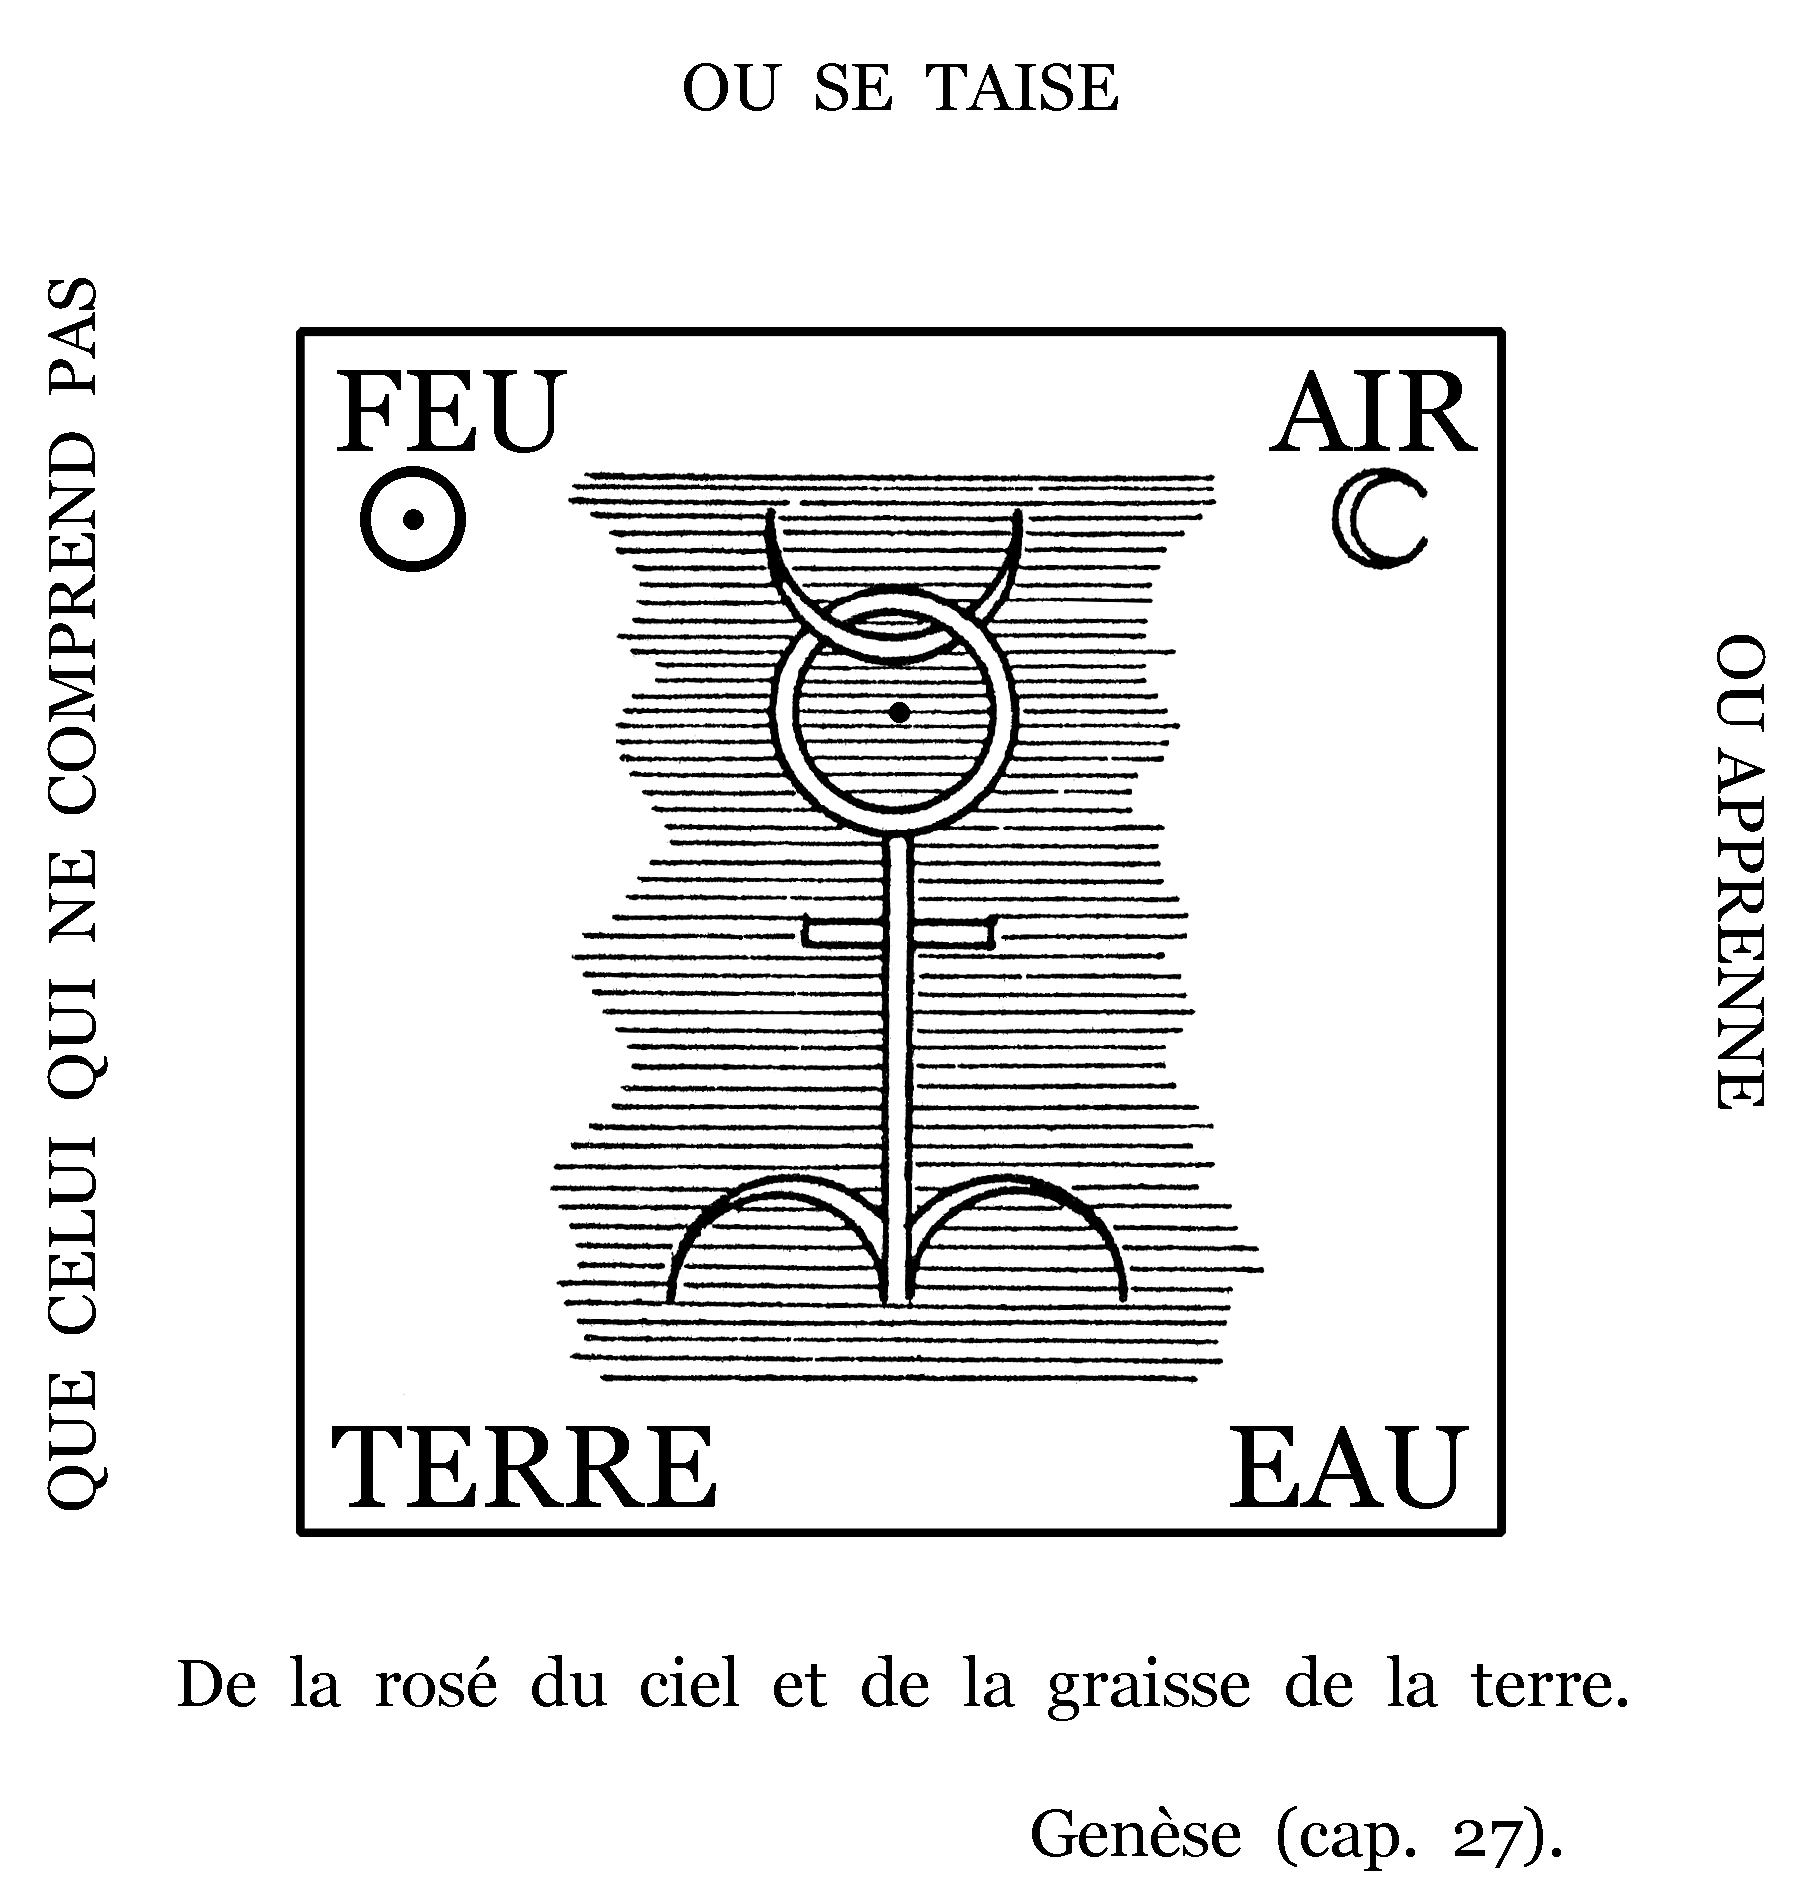 OU SE TAISE
QUE CELUI QUI NE COMPREND PAS
FEU
AIR
OU APPRENNE
TERRE
EAU
De la rosé du ciel et de la graisse de la terre.
Genèse (cap. 27).